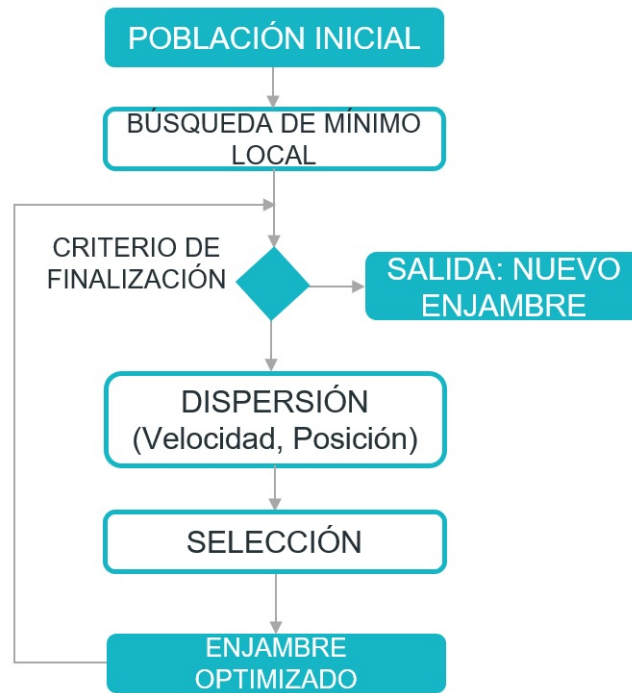 POBLACIÓN INICIAL
BÚSQUEDA DE MÍNIMO
LOCAL
CRITERIO DE
FINALIZACIÓN
SALIDA: NUEVO
ENJAMBRE
DISPERSIÓN
(Velocidad, Posición)
SELECCIÓN
ENJAMBRE
OPTIMIZADO